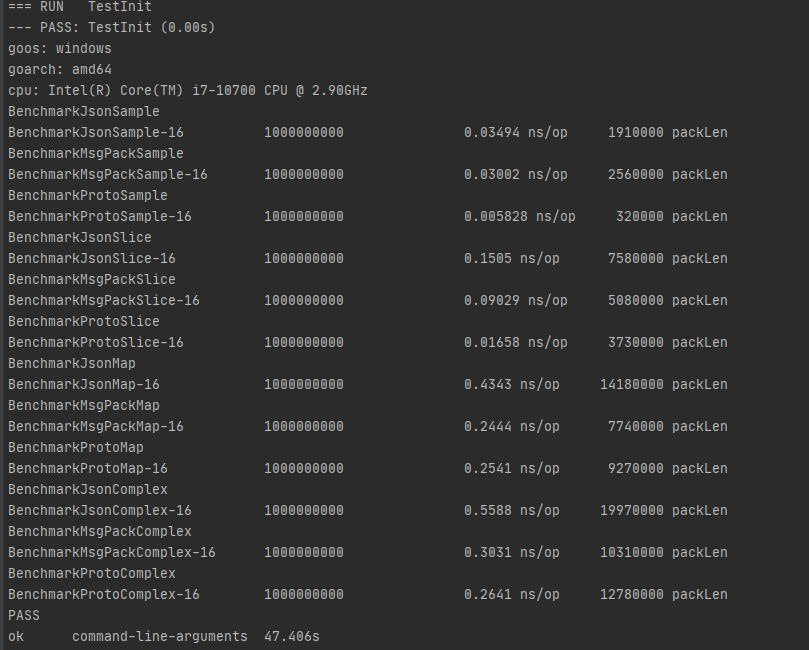 === RUN   TestInit
--- PASS: TestInit (0.00s)
goos: windows
goarch: amd64
cpu: Intel(R) Core(TM) i7-10700 CPU @ 2.90GHz
BenchmarkJsonSample
BenchmarkJsonSample-16          1000000000               0.03494 ns/op     1910000 packLen
BenchmarkMsgPackSample
BenchmarkMsgPackSample-16       1000000000               0.03002 ns/op     2560000 packLen
BenchmarkProtoSample
BenchmarkProtoSample-16         1000000000               0.005828 ns/op     320000 packLen
BenchmarkJsonSlice
BenchmarkJsonSlice-16           1000000000               0.1505 ns/op      7580000 packLen
BenchmarkMsgPackSlice
BenchmarkMsgPackSlice-16        1000000000               0.09029 ns/op     5080000 packLen
BenchmarkProtoSlice
BenchmarkProtoSlice-16          1000000000               0.01658 ns/op     3730000 packLen
BenchmarkJsonMap
BenchmarkJsonMap-16             1000000000               0.4343 ns/op     14180000 packLen
BenchmarkMsgPackMap
BenchmarkMsgPackMap-16          1000000000               0.2444 ns/op      7740000 packLen
BenchmarkProtoMap
BenchmarkProtoMap-16            1000000000               0.2541 ns/op      9270000 packLen
BenchmarkJsonComplex
BenchmarkJsonComplex-16         1000000000               0.5588 ns/op     19970000 packLen
BenchmarkMsgPackComplex
BenchmarkMsgPackComplex-16      1000000000               0.3031 ns/op     10310000 packLen
BenchmarkProtoComplex
BenchmarkProtoComplex-16        1000000000               0.2641 ns/op     12780000 packLen
PASS
ok      command-line-arguments  47.406s